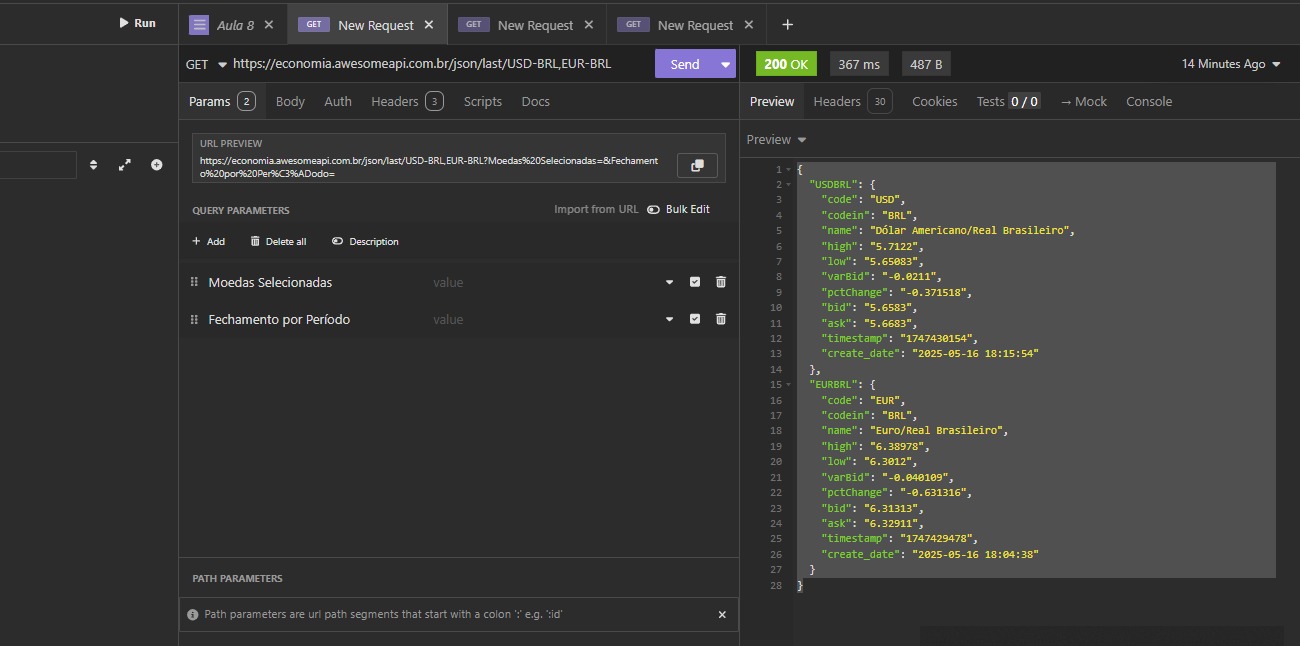 Run
Aula 8
GET New Request
GET New Request
GET New Request
GET https://economia.awesomeapi.com.br/json/last/USD-BRL,EUR-BRL
Send
200 OK
367 ms
487 B
14 Minutes Ago
Params 2 Body Auth Headers 3 Scripts Docs
Preview Headers 30 Cookies Tests 0 / 0 → Mock Console
URL PREVIEW
https://economia.awesomeapi.com.br/json/last/USD-BRL,EUR-BRL?Moedas%20Selecionadas=&Fechament
o%20por%20Per%C3%ADodo=
QUERY PARAMETERS
Import from URL Bulk Edit
+ Add Delete all Description
Moedas Selecionadas value
Fechamento por Período value
PATH PARAMETERS
Path parameters are url path segments that start with a colon ':' e.g. ':id'
Preview
1 {
2 "USDBRL": {
3 "code": "USD",
4 "codein": "BRL",
5 "name": "Dólar Americano/Real Brasileiro",
6 "high": "5.7122",
7 "low": "5.65083",
8 "varBid": "-0.0211",
9 "pctChange": "-0.371518",
10 "bid": "5.6583",
11 "ask": "5.6683",
12 "timestamp": "1747430154",
13 "create_date": "2025-05-16 18:15:54"
14 },
15 "EURBRL": {
16 "code": "EUR",
17 "codein": "BRL",
18 "name": "Euro/Real Brasileiro",
19 "high": "6.38978",
20 "low": "6.3012",
21 "varBid": "-0.040109",
22 "pctChange": "-0.631316",
23 "bid": "6.31313",
24 "ask": "6.32911",
25 "timestamp": "1747429478",
26 "create_date": "2025-05-16 18:04:38"
27 }
28 }